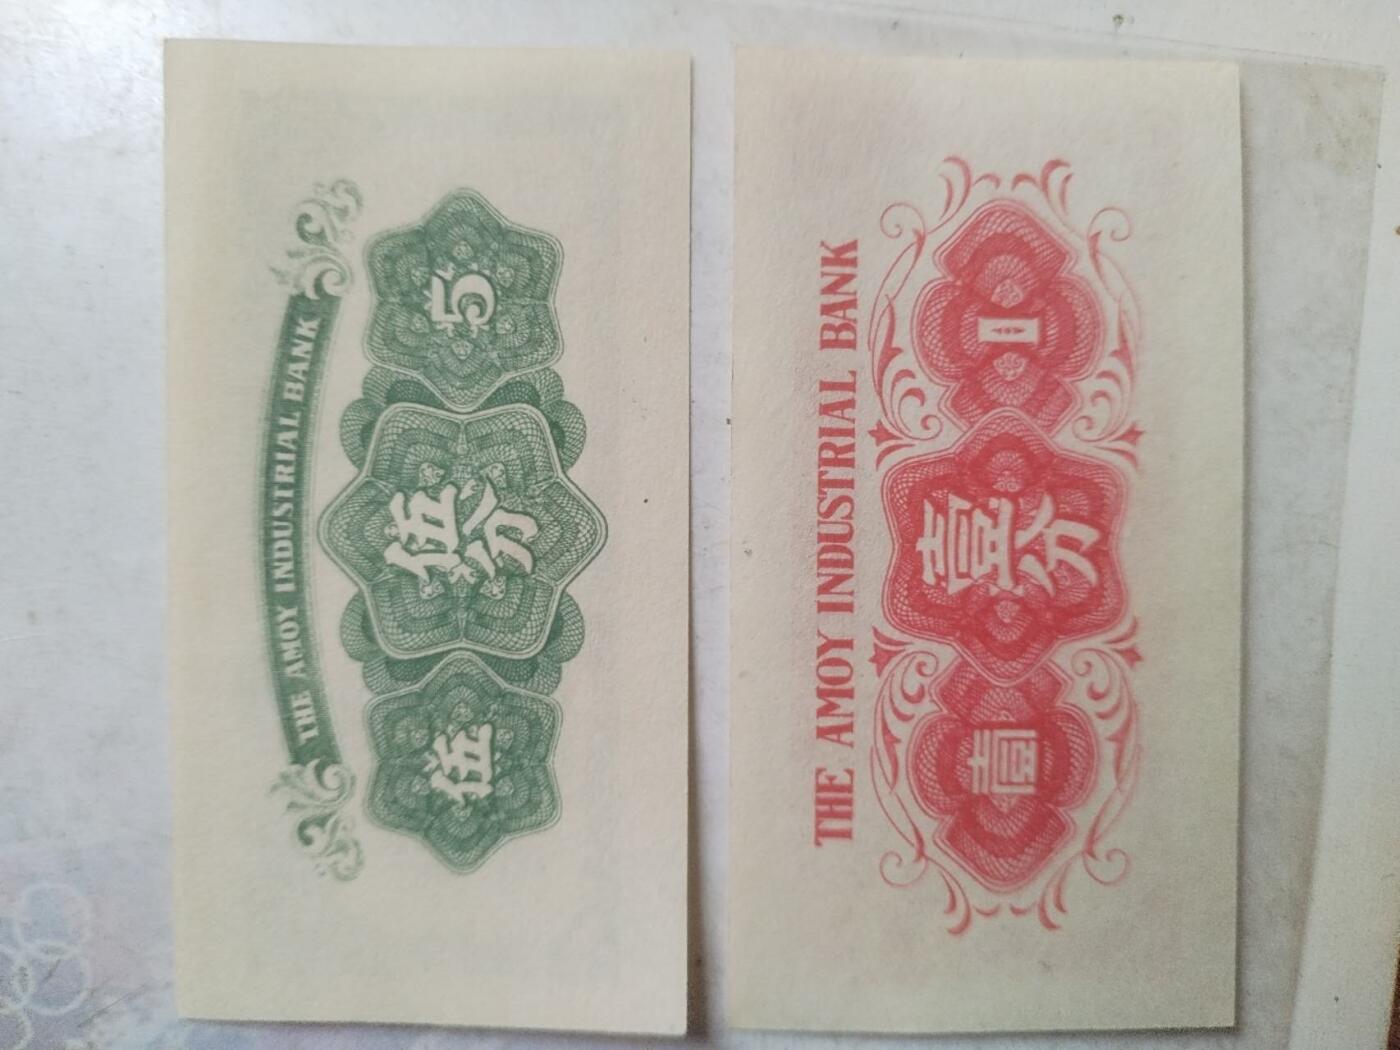 THE AMOY INDUSTRIAL BANK
伍
伍
分
5
THE AMOY INDUSTRIAL BANK
壹
壹
分
1